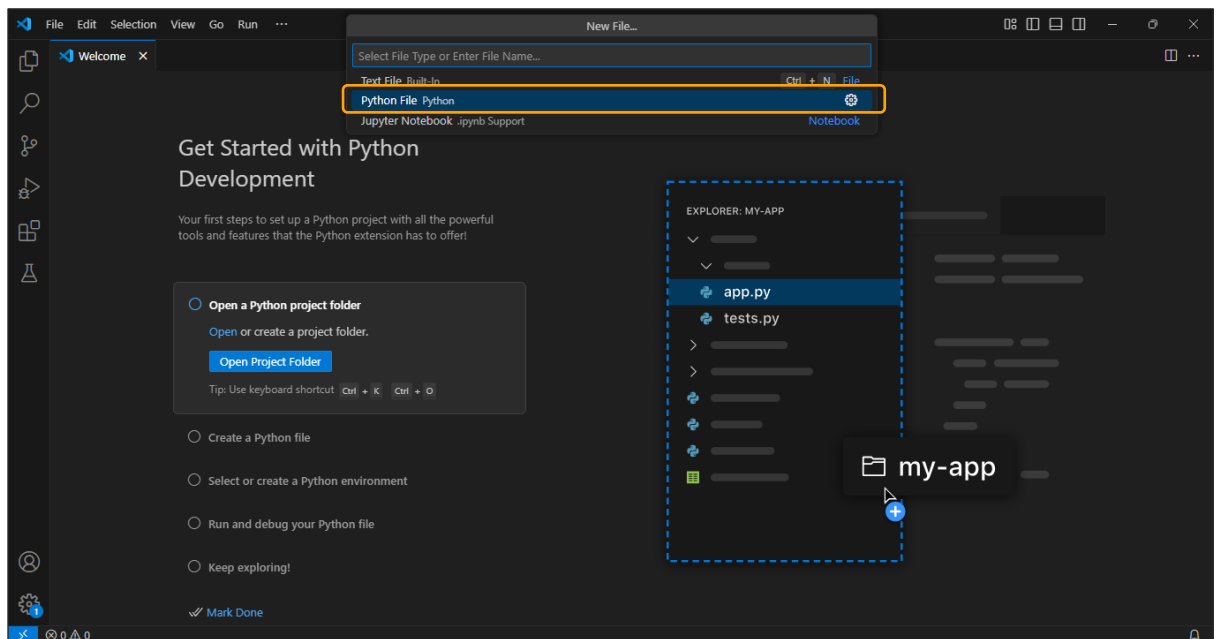 File Edit Selection View Go Run ···
New File...
Welcome
Select File Type or Enter File Name...
Text File Built-In Ctrl + N File
Python File Python
Jupyter Notebook .ipynb Support Notebook
Get Started with Python
Development
Your first steps to set up a Python project with all the powerful
tools and features that the Python extension has to offer!
Open a Python project folder
Open or create a project folder.
Open Project Folder
Tip: Use keyboard shortcut Ctrl + K Ctrl + O
Create a Python file
Select or create a Python environment
Run and debug your Python file
Keep exploring!
Mark Done
EXPLORER: MY-APP
app.py
tests.py
my-app
1
0 0